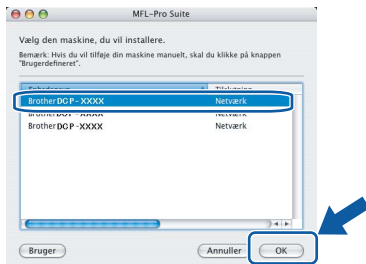 MFL-Pro Suite
Vælg den maskine, du vil installere.
Bemærk: Hvis du vil tilføje din maskine manuelt, skal du klikke på knappen
"Brugerdefineret".
Brother DCP-XXXX Netværk
Netværk
Brother DCP-XXXX Netværk
Bruger Annuller OK